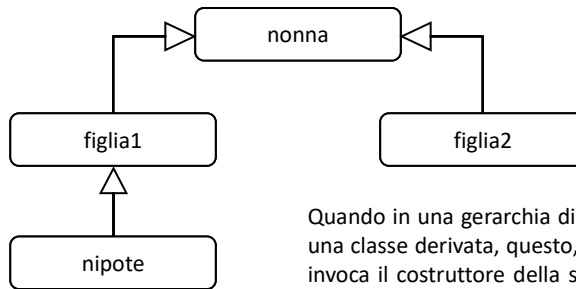 nonna
figlia1
figlia2
nipote
Quando in una gerarchia di
una classe derivata, questo,
invoca il costruttore della s